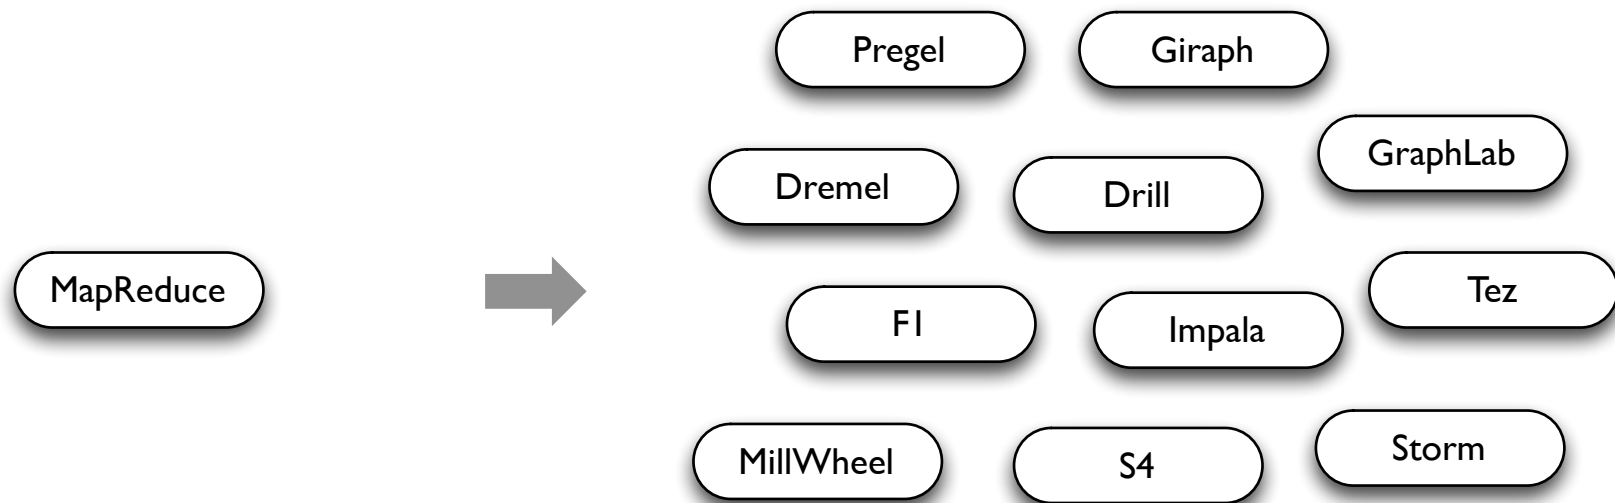 Pregel
Giraph
GraphLab
Dremel
Drill
MapReduce
Tez
F1
Impala
MillWheel
S4
Storm